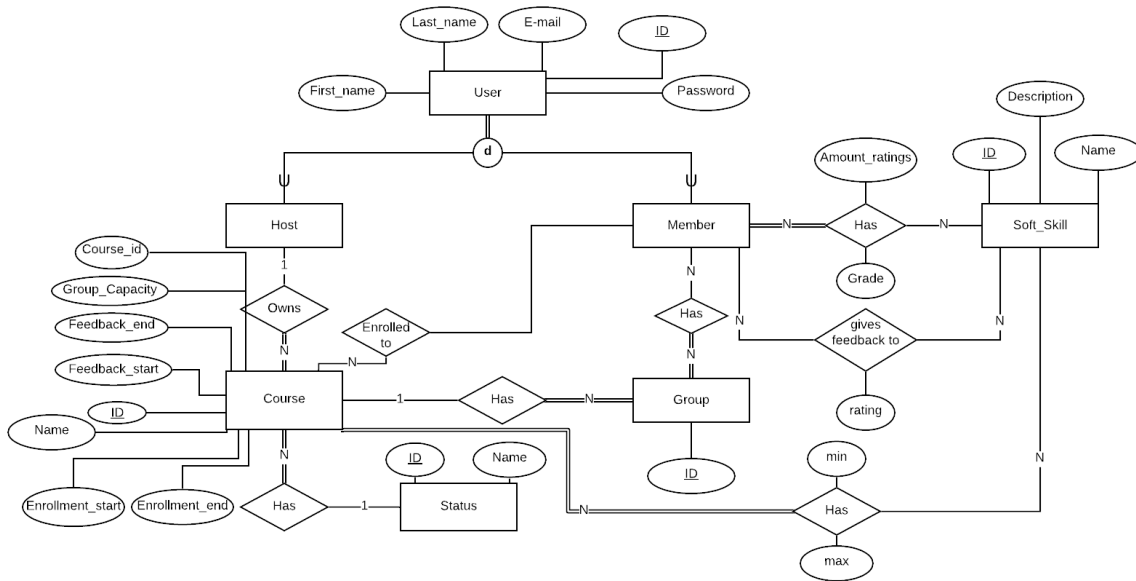 Last_name
E-mail
ID
First_name
User
Password
d
Description
ID
Name
Amount_ratings
U
U
Host
Member
N
Has
N
Soft_Skill
Course_id
1
N
Grade
Group_Capacity
Owns
Has
Feedback_end
Enrolled
to
N
gives
feedback to
N
N
N
N
Feedback_start
Course
1
Has
N
Group
rating
ID
Name
N
ID
Name
min
N
ID
Enrollment_start
Enrollment_end
Has
1
Status
N
Has
max